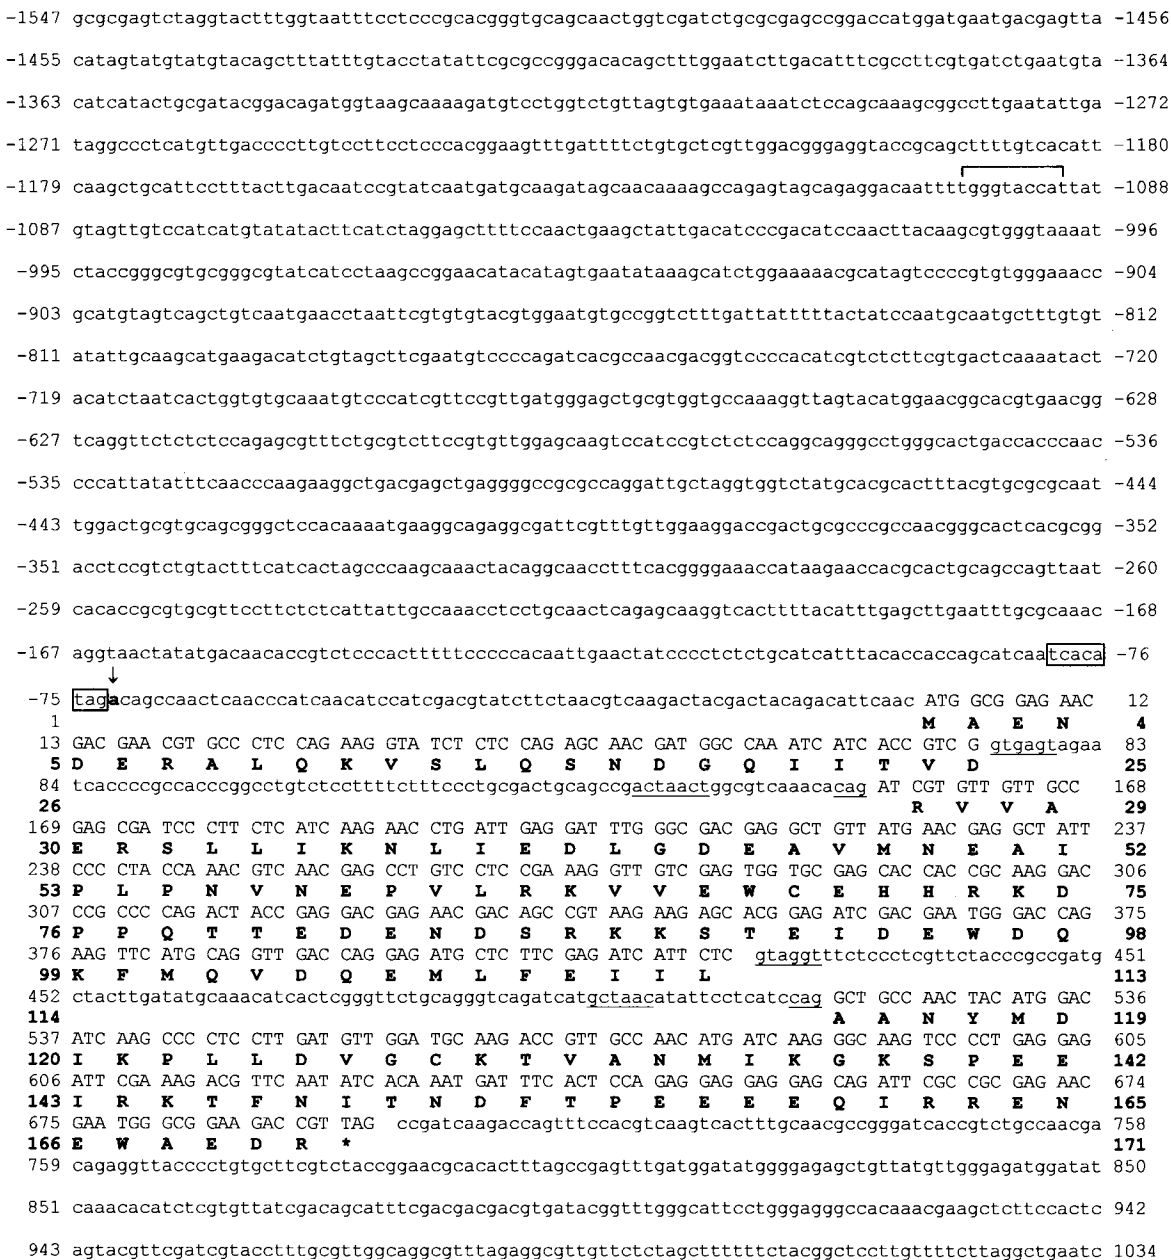 -1547 gcgcgagtctaggtactttggtaatttcctcccgcacgggtgcagcaactggtcgatctgcgcgagccggaccatggatgaatgacgagtta -1456
-1455 catagtatgtatgtacagctttatttgtacctatattcgcgccgggacacagctttggaatcttgacatttcgccttcgtgatctgaatgta -1364
-1363 catcatactgcgatacggacagatggtaagcaaaagatgtcctggtctgttagtgtgaaataaatctccagcaaagcggccttgaatattga -1272
-1271 taggccctcatgttgaccccttgtccttcctcccacggaagtttgattttctgtgctcgttggacgggaggtaccgcagcttttgtcacatt -1180
-1179 caagctgcattcctttacttgacaatccgtatcaatgatgcaagatagcaacaaaagccagagtagcagaggacaattttgggtaccattat -1088
-1087 gtagttgtccatcatgtatatacttcatctaggagcttttccaactgaagctattgacatcccgacatccaacttacaagcgtgggtaaaat -996
-995 ctaccgggcgtgcgggcgtatcatcctaagccggaacatacatagtgaatataaagcatctggaaaaacgcatagtccccgtgtgggaaacc -904
-903 gcatgtagtcagctgtcaatgaacctaattcgtgtgtacgtggaatgtgccggtctttgattatttttactatccaatgcaatgctttgtgt -812
-811 atattgcaagcatgaagacatctgtagcttcgaatgtccccagatcacgccaacgacggtccccacatcgtctcttcgtgactcaaaatact -720
-719 acatctaatcactggtgtgcaaatgtcccatcgttccgttgatgggagctgcgtggtgccaaaggttagtacatggaacggcacgtgaacgg -628
-627 tcaggttctctctccagagcgtttctgcgtcttccgtgttggagcaagtccatccgtctctccaggcagggcctgggcactgaccacccaac -536
-535 cccattatatttcaacccaagaaggctgacgagctgaggggccgcgccaggattgctaggtggtctatgcacgcactttacgtgcgcgcaat -444
-443 tggactgcgtgcagcgggctccacaaaatgaaggcagaggcgattcgtttgttggaaggaccgactgcgcccgccaacgggcactcacgcgg -352
-351 acctccgtctgtactttcatcactagcccaagcaaactacaggcaacctttcacggggaaaccataagaaccacgcactgcagccagttaat -260
-259 cacaccgcgtgcgttccttctctcattattgccaaacctcctgcaactcagagcaaggtcacttttacatttgagcttgaatttgcgcaaac -168
-167 aggtaactatatgacaacaccgtctcccactttttcccccacaattgaactatcccctctctgcatcatttacaccaccagcatcaatcaca -76
↓
-75 tagacagccaactcaacccatcaacatccatcgacgtatcttctaacgtcaagactacgactacagacattcaac ATG GCG GAG AAC 12
1 M A E N 4
13 GAC GAA CGT GCC CTC CAG AAG GTA TCT CTC CAG AGC AAC GAT GGC CAA ATC ATC ACC GTC G gtgagtagaa 83
5 D E R A L Q K V S L Q S N D G Q I I T V D 25
84 tcaccccgccacccggcctgtctcctttctttccctgcgactgcagccgactaactggcgtcaaacacag AT CGT GTT GTT GCC 168
26 R V V A 29
169 GAG CGA TCC CTT CTC ATC AAG AAC CTG ATT GAG GAT TTG GGC GAC GAG GCT GTT ATG AAC GAG GCT ATT 237
30 E R S L L I K N L I E D L G D E A V M N E A I 52
238 CCC CTA CCA AAC GTC AAC GAG CCT GTC CTC CGA AAG GTT GTC GAG TGG TGC GAG CAC CAC CGC AAG GAC 306
53 P L P N V N E P V L R K V V E W C E H H R K D 75
307 CCG CCC CAG ACT ACC GAG GAC GAG AAC GAC AGC CGT AAG AAG AGC ACG GAG ATC GAC GAA TGG GAC CAG 375
76 P P Q T T E D E N D S R K K S T E I D E W D Q 98
376 AAG TTC ATG CAG GTT GAC CAG GAG ATG CTC TTC GAG ATC ATT CTC gtaggtttctccctcgttctacccgccgatg 451
99 K F M Q V D Q E M L F E I I L 113
452 ctacttgatatgcaaacatcactcgggttctgcagggtcagatcatgctaacatattcctcatccag GCT GCC AAC TAC ATG GAC 536
114 A A N Y M D 119
537 ATC AAG CCC CTC CTT GAT GTT GGA TGC AAG ACC GTT GCC AAC ATG ATC AAG GGC AAG TCC CCT GAG GAG 605
120 I K P L L D V G C K T V A N M I K G K S P E E 142
606 ATT CGA AAG ACG TTC AAT ATC ACA AAT GAT TTC ACT CCA GAG GAG GAG GAG CAG ATT CGC CGC GAG AAC 674
143 I R K T F N I T N D F T P E E E E Q I R R E N 165
675 GAA TGG GCG GAA GAC CGT TAG ccgatcaagaccagtttccacgtcaagtcactttgcaacgccgggatcaccgtctgccaacga 758
166 E W A E D R * 171
759 cagaggttacccctgtgcttcgtctaccggaacgcacactttagccgagtttgatggatatggggagagctgttatgttgggagatggatat 850
851 caaacacatctcgtgttatcgacagcatttcgacgacgacgtgatacggtttgggcattcctgggagggccacaaacgaagctcttccactc 942
943 agtacgttcgatcgtacctttgcgttggcaggcgtttagaggcgttgttctctagcttttttctacggctccttgttttcttaggctgaatc 1034